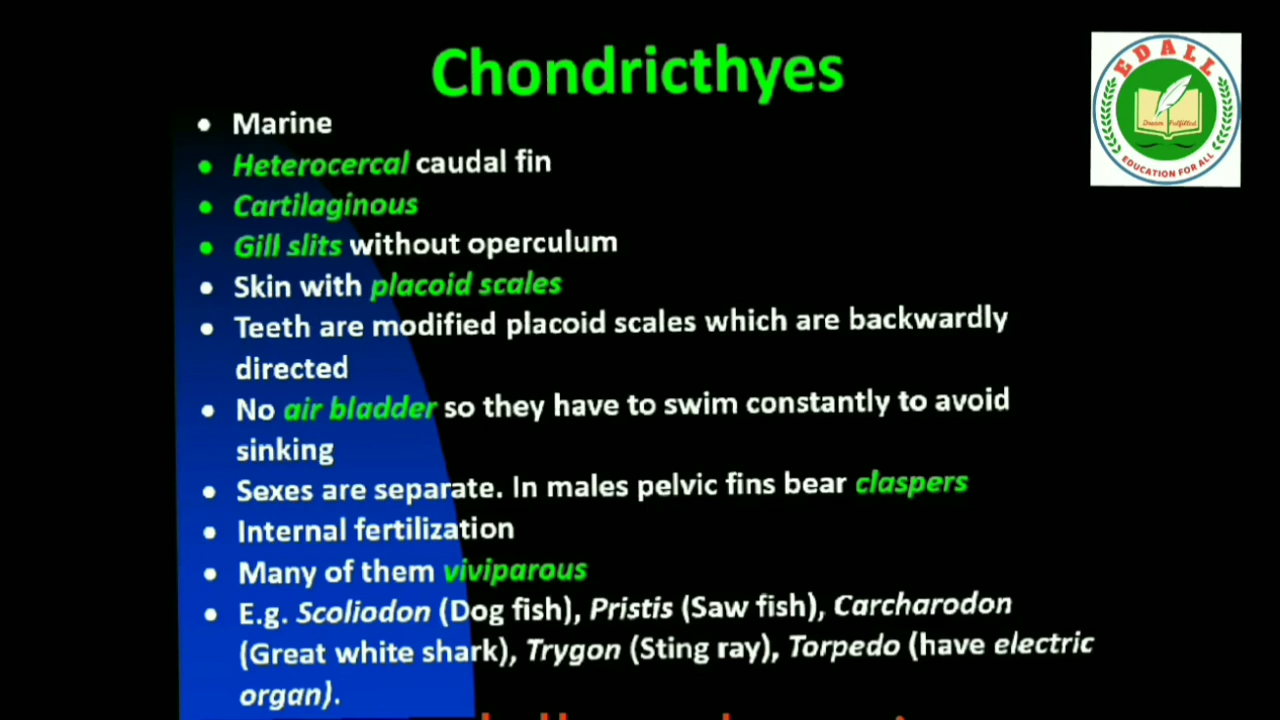 Chondricthyes
EDALL
Dream Fulfilled
EDUCATION FOR ALL
• Marine
• Heterocercal caudal fin
• Cartilaginous
• Gill slits without operculum
• Skin with placoid scales
• Teeth are modified placoid scales which are backwardly
directed
• No air bladder so they have to swim constantly to avoid
sinking
• Sexes are separate. In males pelvic fins bear claspers
• Internal fertilization
• Many of them viviparous
• E.g. Scoliodon (Dog fish), Pristis (Saw fish), Carcharodon
(Great white shark), Trygon (Sting ray), Torpedo (have electric
organ).